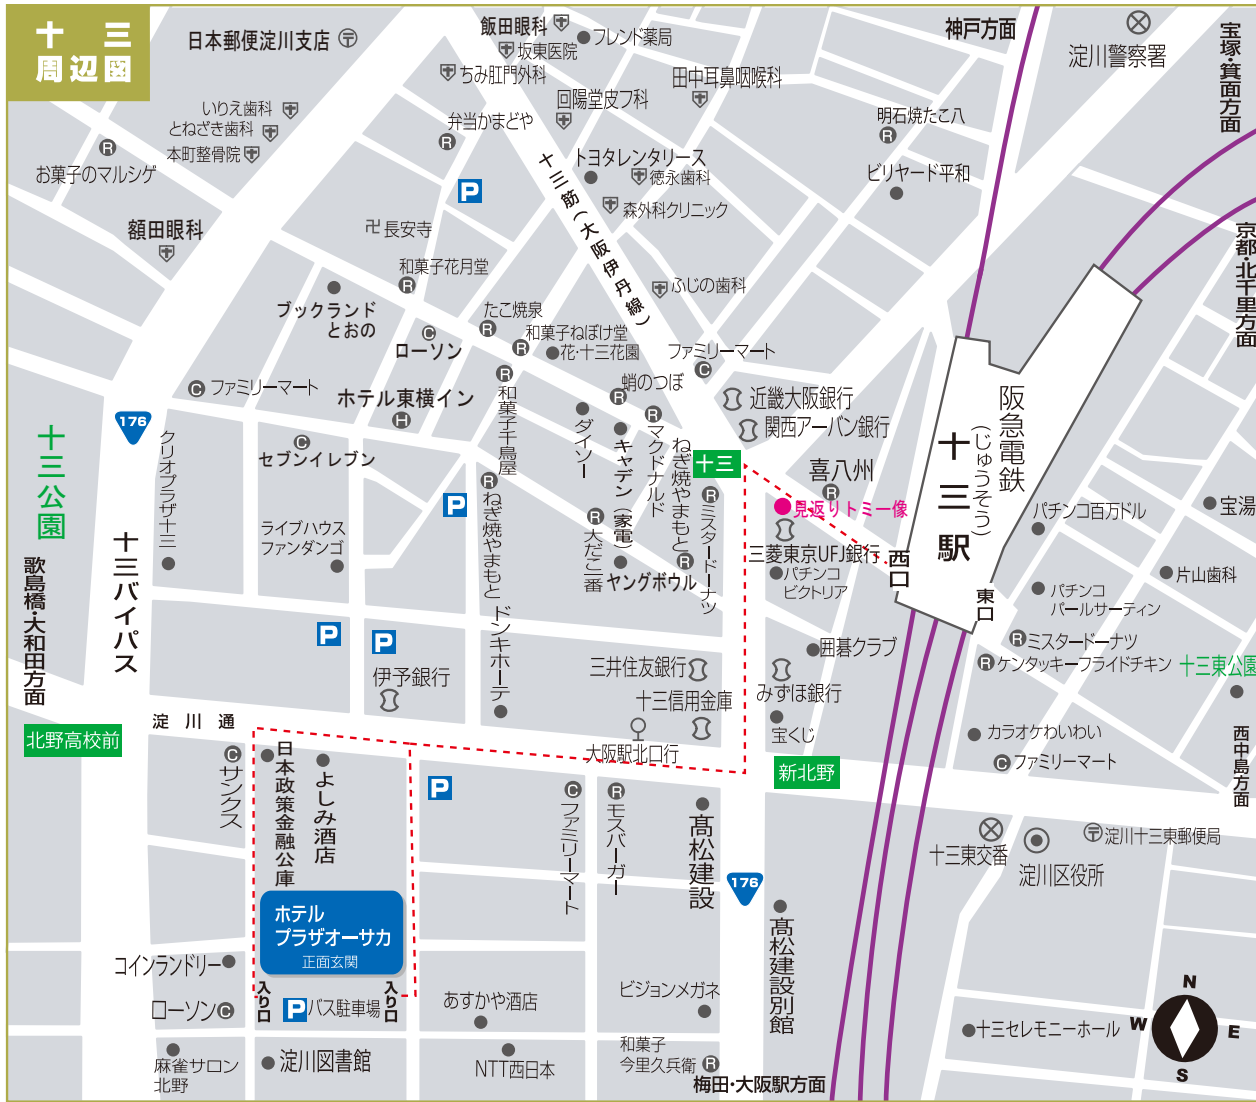 十三
周辺図
日本郵便淀川支店
飯田眼科
坂東医院
フレンド薬局
ちみ肛門外科
田中耳鼻咽喉科
回陽堂皮フ科
弁当かまどや
神戸方面
淀川警察署
宝塚・箕面方面
いりえ歯科
とねざき歯科
本町整骨院
お菓子のマルシゲ
額田眼科
P
卍長安寺
和菓子花月堂
十三筋(大阪伊丹線)
トヨタレンタリース
徳永歯科
森外科クリニック
明石焼たこ八
ビリヤード平和
京都・北千里方面
ふじの歯科
ブックランド
とおの
ローソン
たこ焼泉
和菓子ねぼけ堂
花・十三花園
ファミリーマート
ファミリーマート
ホテル東横イン
和菓子千鳥屋
蛸のつぼ
近畿大阪銀行
関西アーバン銀行
阪急電鉄
十三駅
(じゅうそう)
176
クリオプラザ十三
セブンイレブン
ダイソー
キャデン(家電)
マクドナルド
ねぎ焼やまもと
十三
喜八州
見返りトミー像
十三公園
歌島橋・大和田方面
十三バイパス
ライブハウス
ファンダンゴ
P
ねぎ焼やまもと
大だこ一番
ヤングボウル
ミスタードーナツ
三菱東京UFJ銀行
パチンコ
ビクトリア
西口
東口
パチンコ百万ドル
宝湯
片山歯科
パチンコ
パールサーティン
ミスタードーナツ
ケンタッキーフライドチキン
十三東公園
P
P
伊予銀行
ドンキホーテ
三井住友銀行
十三信用金庫
囲碁クラブ
みずほ銀行
宝くじ
大阪駅北口行
カラオケわいわい
ファミリーマート
西中島方面
北野高校前
淀川通
新北野
サンクス
日本政策金融公庫
よしみ酒店
P
ファミリーマート
モスバーガー
髙松建設
176
十三東交番
淀川区役所
淀川十三東郵便局
ホテル
プラザオーサカ
正面玄関
髙松建設別館
コインランドリー
ローソン
入り口
P
バス駐車場
入り口
あすかや酒店
ビジョンメガネ
麻雀サロン
北野
淀川図書館
NTT西日本
和菓子
今里久兵衛
梅田・大阪駅方面
十三セレモニーホール
N
W
E
S